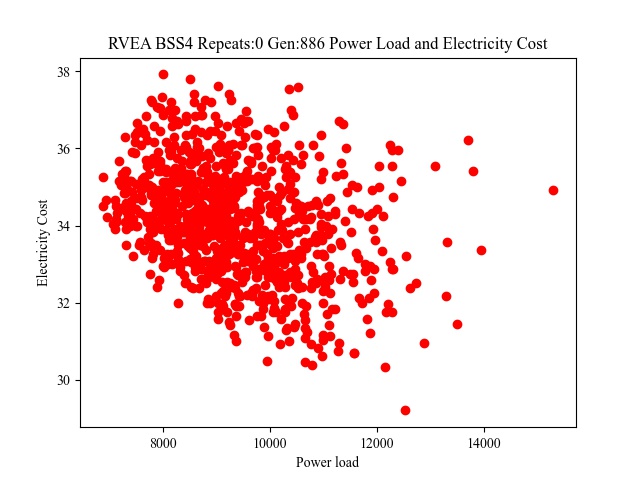 RVEA BSS4 Repeats:0 Gen:886 Power Load and Electricity Cost
38
36
34
32
30
Electricity Cost
8000 10000 12000 14000
Power load